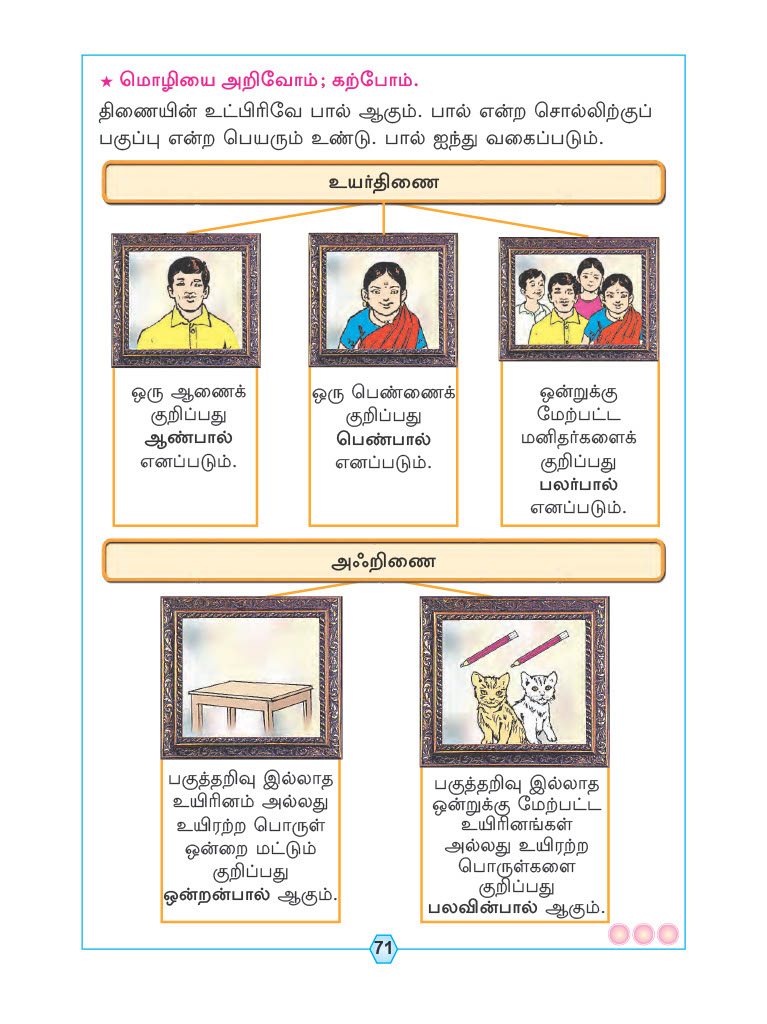 ★ மொழியை அறிவோம்; கற்போம்.
திணையின் உட்பிரிவே பால் ஆகும். பால் என்ற சொல்லிற்குப்
பகுப்பு என்ற பெயரும் உண்டு. பால் ஐந்து வகைப்படும்.
உயர்திணை
ஒரு ஆணைக்
குறிப்பது
ஆண்பால்
எனப்படும்.
ஒரு பெண்ணைக்
குறிப்பது
பெண்பால்
எனப்படும்.
ஒன்றுக்கு
மேற்பட்ட
மனிதர்களைக்
குறிப்பது
பலர்பால்
எனப்படும்.
அஃறிணை
பகுத்தறிவு இல்லாத
உயிரினம் அல்லது
உயிரற்ற பொருள்
ஒன்றை மட்டும்
குறிப்பது
ஒன்றன்பால் ஆகும்.
பகுத்தறிவு இல்லாத
ஒன்றுக்கு மேற்பட்ட
உயிரினங்கள்
அல்லது உயிரற்ற
பொருள்களை
குறிப்பது
பலவின்பால் ஆகும்.
71